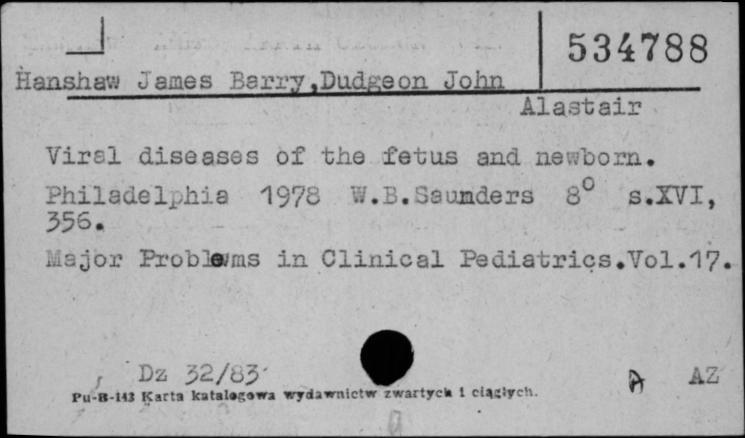 534788
Hanshaw James Barry,Dudgeon John
Alastair
Viral diseases of the fetus and newborn.
Philadelphia 1978 W.B.Saunders 8° s.XVI,
356.
Major Problems in Clinical Pediatrics.Vol.17.
Dz 32/83
A AZ
Pu-B-143 Karta katalogowa wydawnictw zwartych i ciągłych.